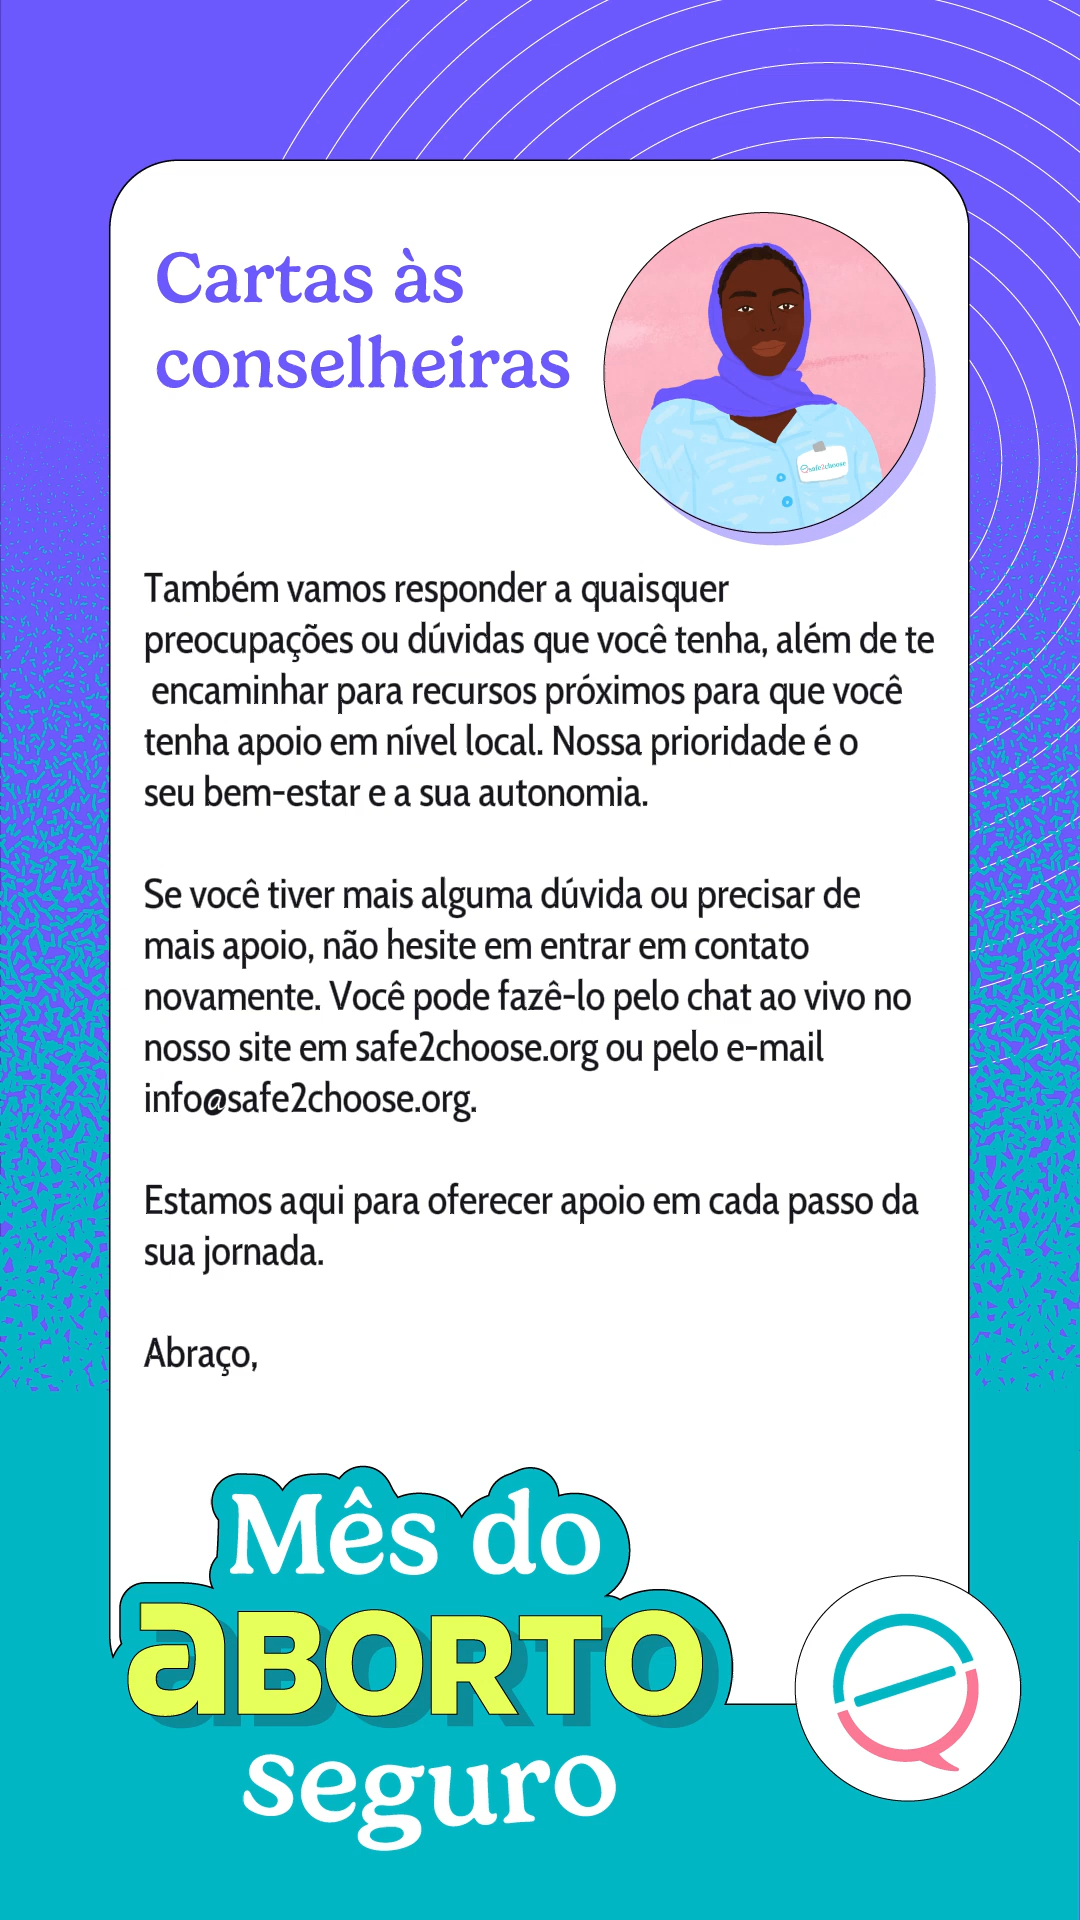 Cartas às
conselheiras
safe2choose
Também vamos responder a quaisquer
preocupações ou dúvidas que você tenha, além de te
encaminhar para recursos próximos para que você
tenha apoio em nível local. Nossa prioridade é o
seu bem-estar e a sua autonomia.
Se você tiver mais alguma dúvida ou precisar de
mais apoio, não hesite em entrar em contato
novamente. Você pode fazê-lo pelo chat ao vivo no
nosso site em safe2choose.org ou pelo e-mail
info@safe2choose.org.
Estamos aqui para oferecer apoio em cada passo da
sua jornada.
Abraço,
Mês do
aBORTO
seguro